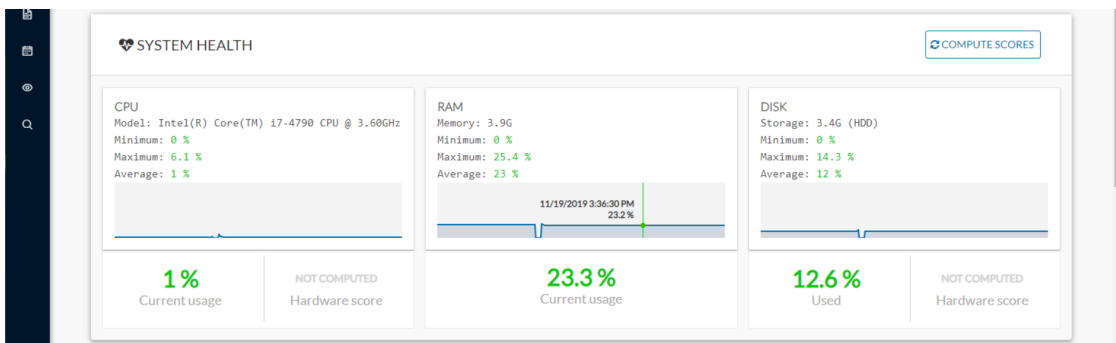 SYSTEM HEALTH
COMPUTE SCORES
CPU
Model: Intel(R) Core(TM) i7-4790 CPU @ 3.60GHz
Minimum: 0 %
Maximum: 6.1 %
Average: 1 %
1 %
Current usage
NOT COMPUTED
Hardware score
RAM
Memory: 3.9G
Minimum: 0 %
Maximum: 25.4 %
Average: 23 %
11/19/2019 3:36:30 PM
23.2 %
23.3 %
Current usage
DISK
Storage: 3.4G (HDD)
Minimum: 0 %
Maximum: 14.3 %
Average: 12 %
12.6 %
Used
NOT COMPUTED
Hardware score